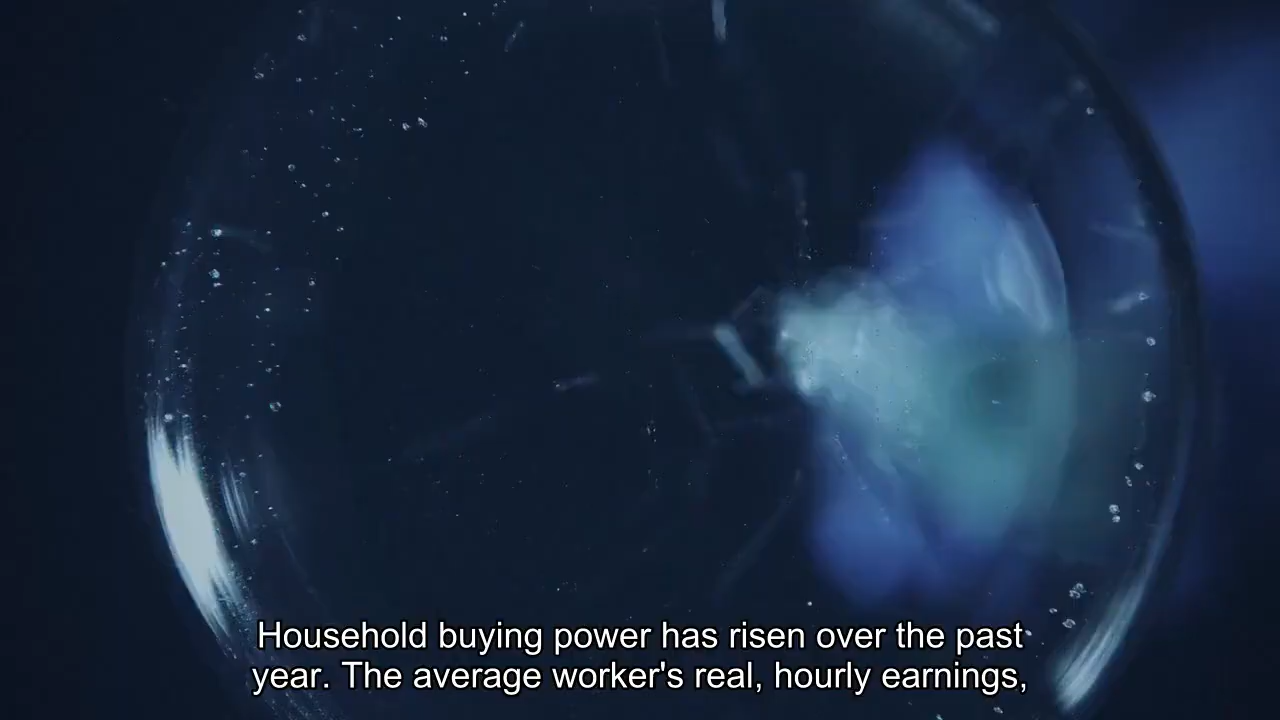 Household buying power has risen over the past
year. The average worker's real, hourly earnings,